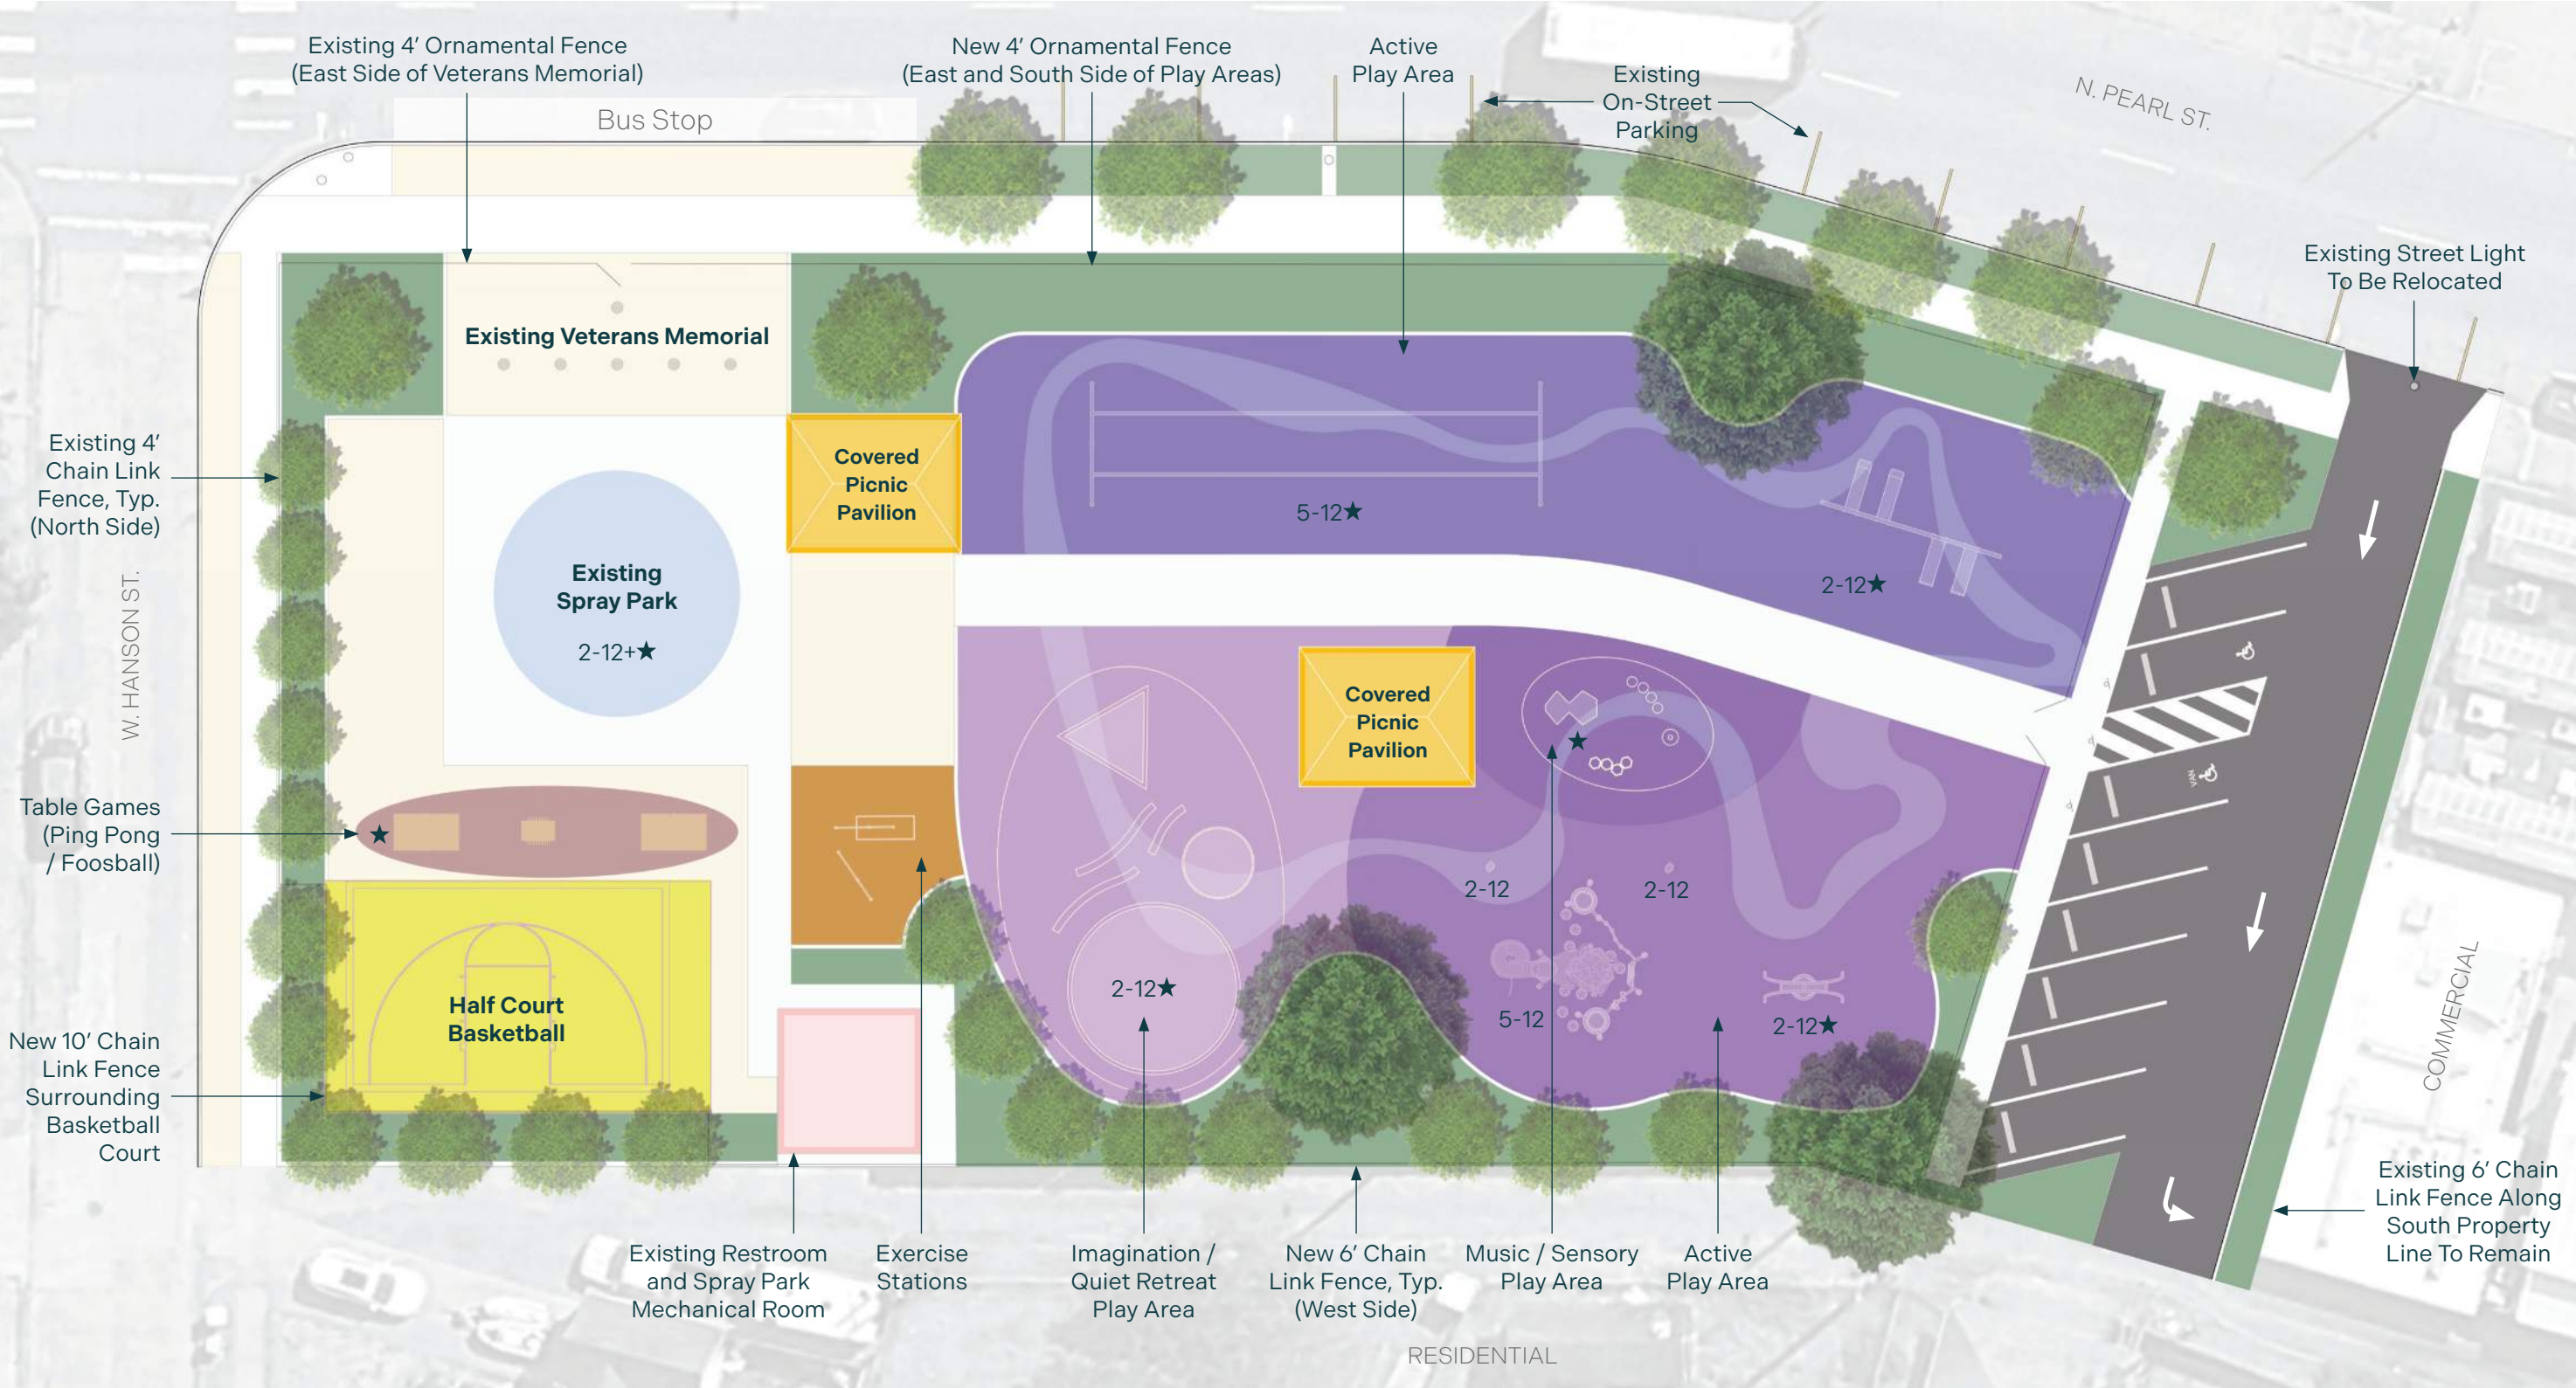 Existing 4’ Ornamental Fence
(East Side of Veterans Memorial)
New 4’ Ornamental Fence
(East and South Side of Play Areas)
Active
Play Area
Existing
On-Street
Parking
N. PEARL ST.
Bus Stop
Existing Street Light
To Be Relocated
Existing Veterans Memorial
Existing 4’
Chain Link
Fence, Typ.
(North Side)
Covered
Picnic
Pavilion
5-12★
2-12★
Existing
Spray Park
2-12+★
W. HANSON ST.
Covered
Picnic
Pavilion
★
VAN
Table Games
(Ping Pong
/ Foosball)
★
2-12
2-12
Half Court
Basketball
2-12★
5-12
2-12★
COMMERCIAL
New 10’ Chain
Link Fence
Surrounding
Basketball
Court
Existing 6’ Chain
Link Fence Along
South Property
Line To Remain
Existing Restroom
and Spray Park
Mechanical Room
Exercise
Stations
Imagination /
Quiet Retreat
Play Area
New 6’ Chain
Link Fence, Typ.
(West Side)
Music / Sensory
Play Area
Active
Play Area
RESIDENTIAL